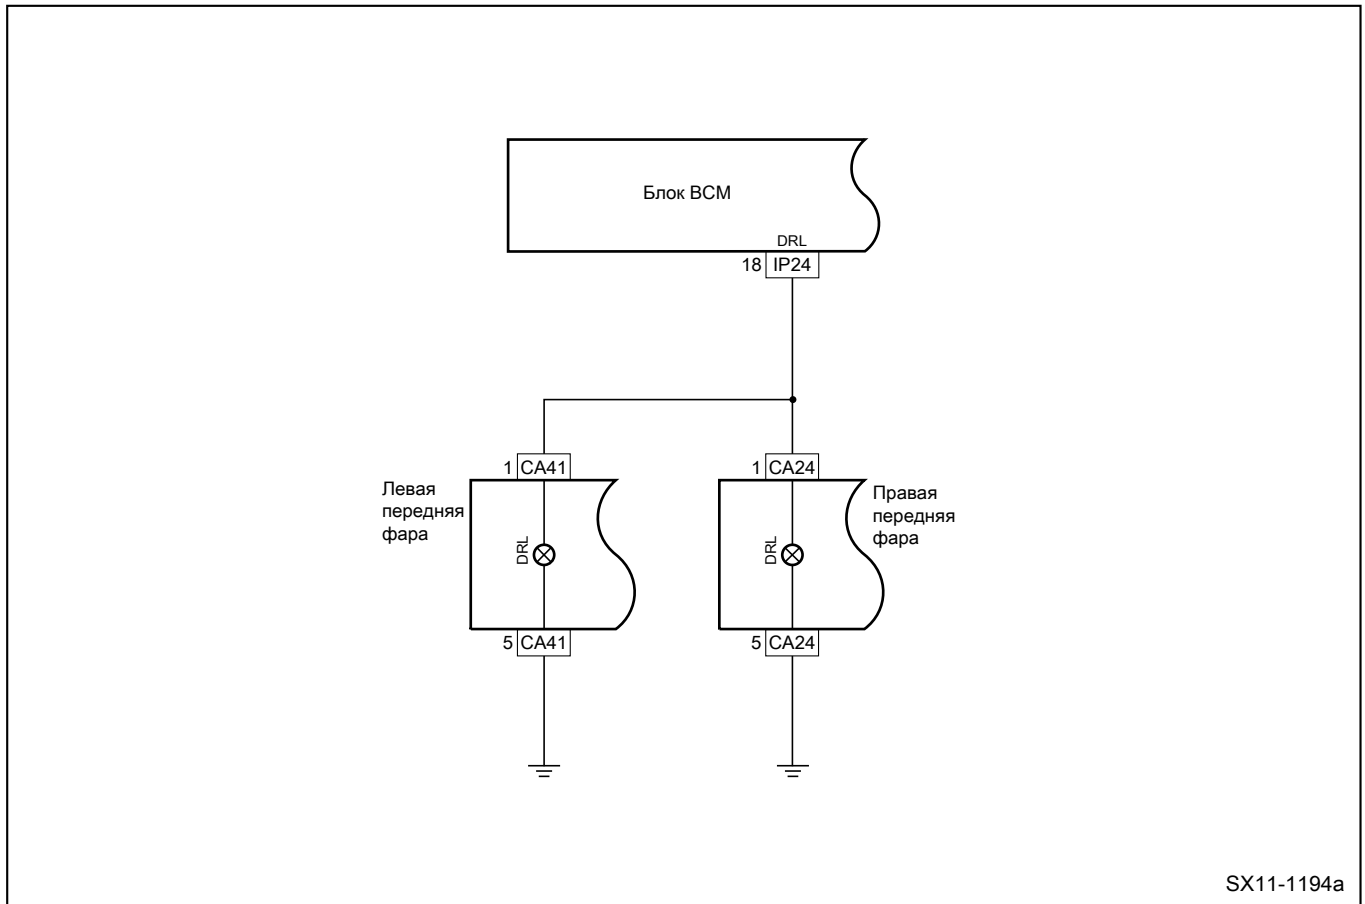 Блок BCM
DRL
18 IP24
1 CA41
1 CA24
Левая
передняя
фара
Правая
передняя
фара
DRL
DRL
5 CA41
5 CA24
SX11-1194a